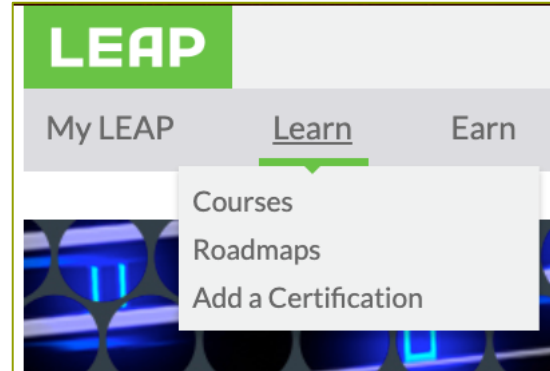 LEAP
My LEAP Learn Earn
Courses
Roadmaps
Add a Certification